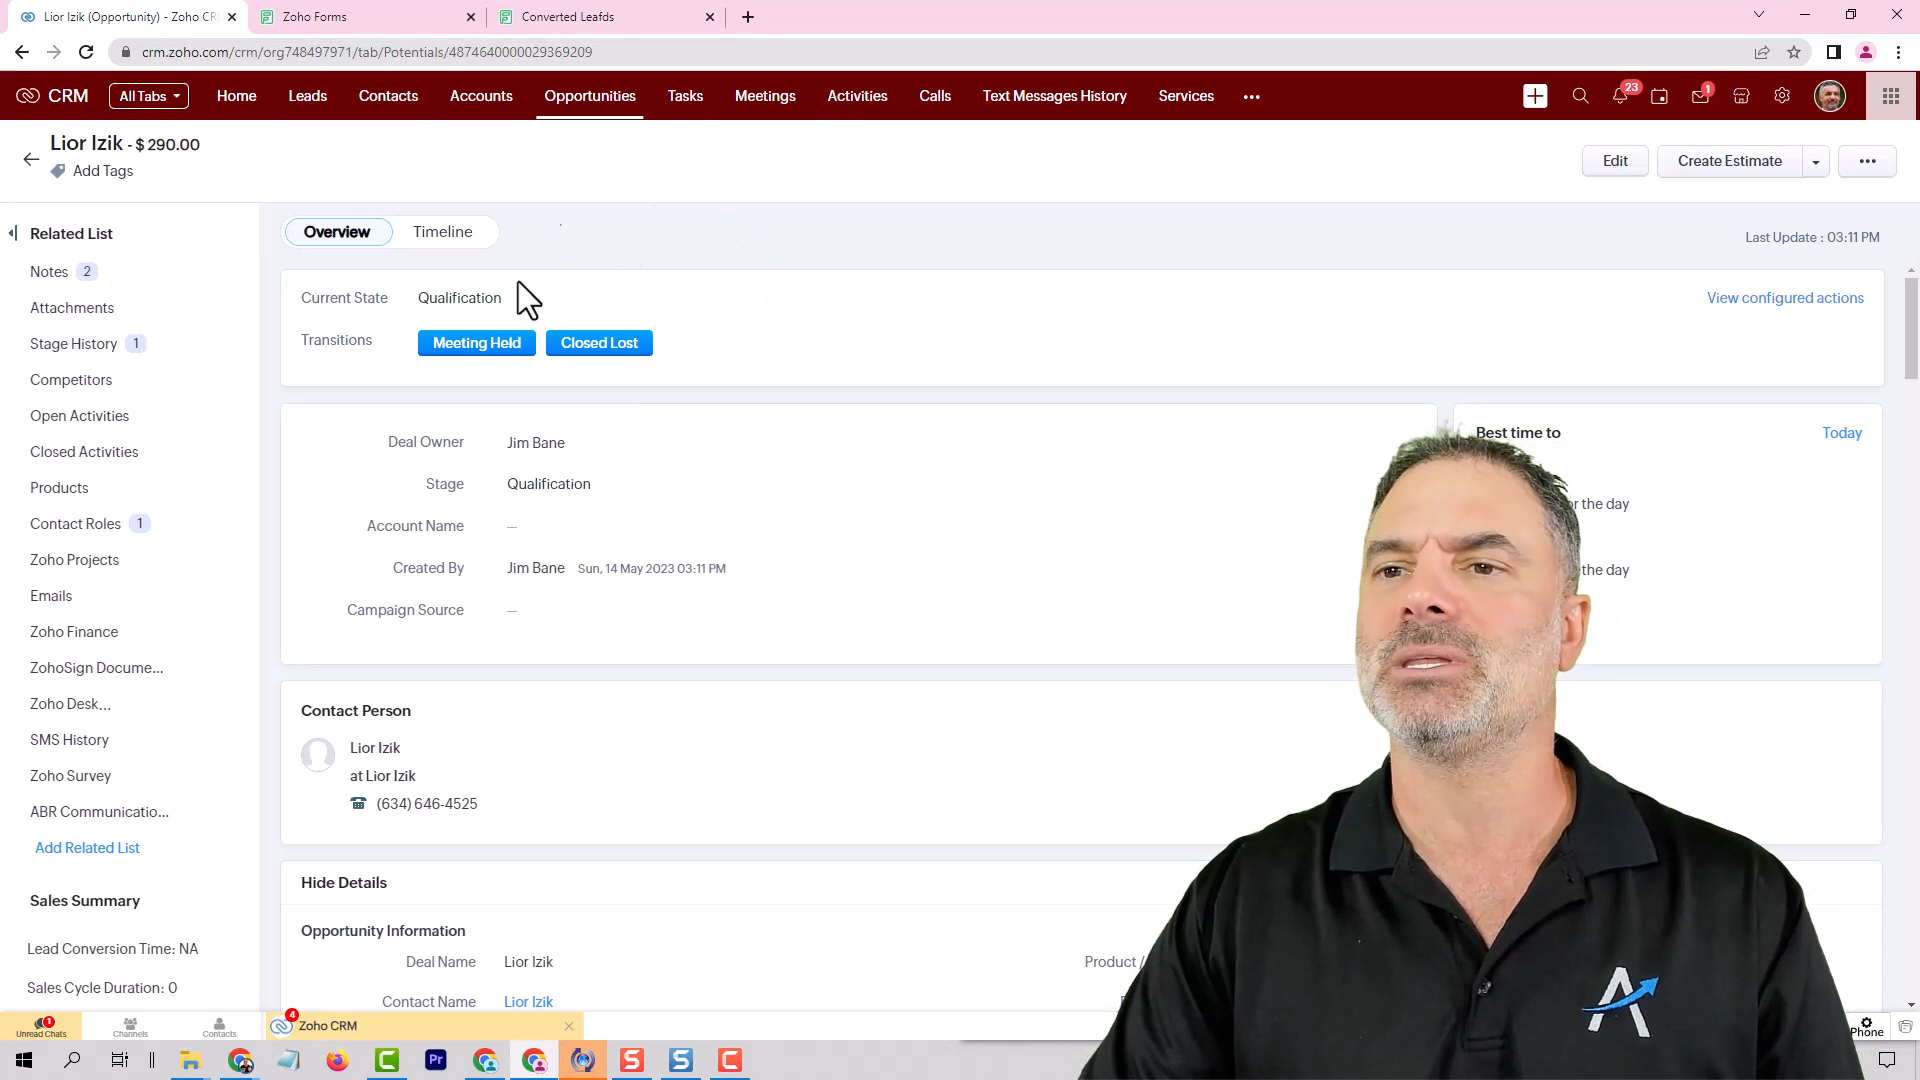 Lior Izik (Opportunity) - Zoho CR
Zoho Forms
Converted Leafds
crm.zoho.com/crm/org748497971/tab/Potentials/4874640000029369209
CRM
All Tabs
Home
Leads
Contacts
Accounts
Opportunities
Tasks
Meetings
Activities
Calls
Text Messages History
Services
23
1
Lior Izik - $ 290.00
Add Tags
Edit
Create Estimate
Related List
Notes 2
Attachments
Stage History 1
Competitors
Open Activities
Closed Activities
Products
Contact Roles 1
Zoho Projects
Emails
Zoho Finance
ZohoSign Docume...
Zoho Desk...
SMS History
Zoho Survey
ABR Communicatio...
Add Related List
Sales Summary
Lead Conversion Time: NA
Sales Cycle Duration: 0
Overview
Timeline
Last Update : 03:11 PM
Current State
Qualification
View configured actions
Transitions
Meeting Held
Closed Lost
Deal Owner
Jim Bane
Stage
Qualification
Account Name
—
Created By
Jim Bane Sun, 14 May 2023 03:11 PM
Campaign Source
—
Best time to
Today
or the day
the day
Contact Person
Lior Izik
at Lior Izik
(634) 646-4525
Hide Details
Opportunity Information
Deal Name
Lior Izik
Product /
Contact Name
Lior Izik
1
Unread Chats
Channels
Contacts
4
Zoho CRM
Phone
Pr